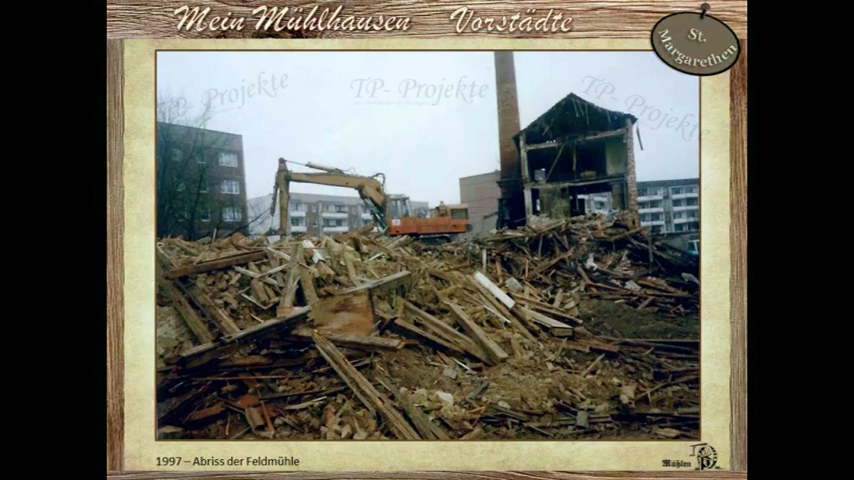 Mein Mühlhausen Vorstädte
St.
Margarethen
TP- Projekte
TP- Projekte
TP- Projekte
1997 – Abriss der Feldmühle
Mühlen